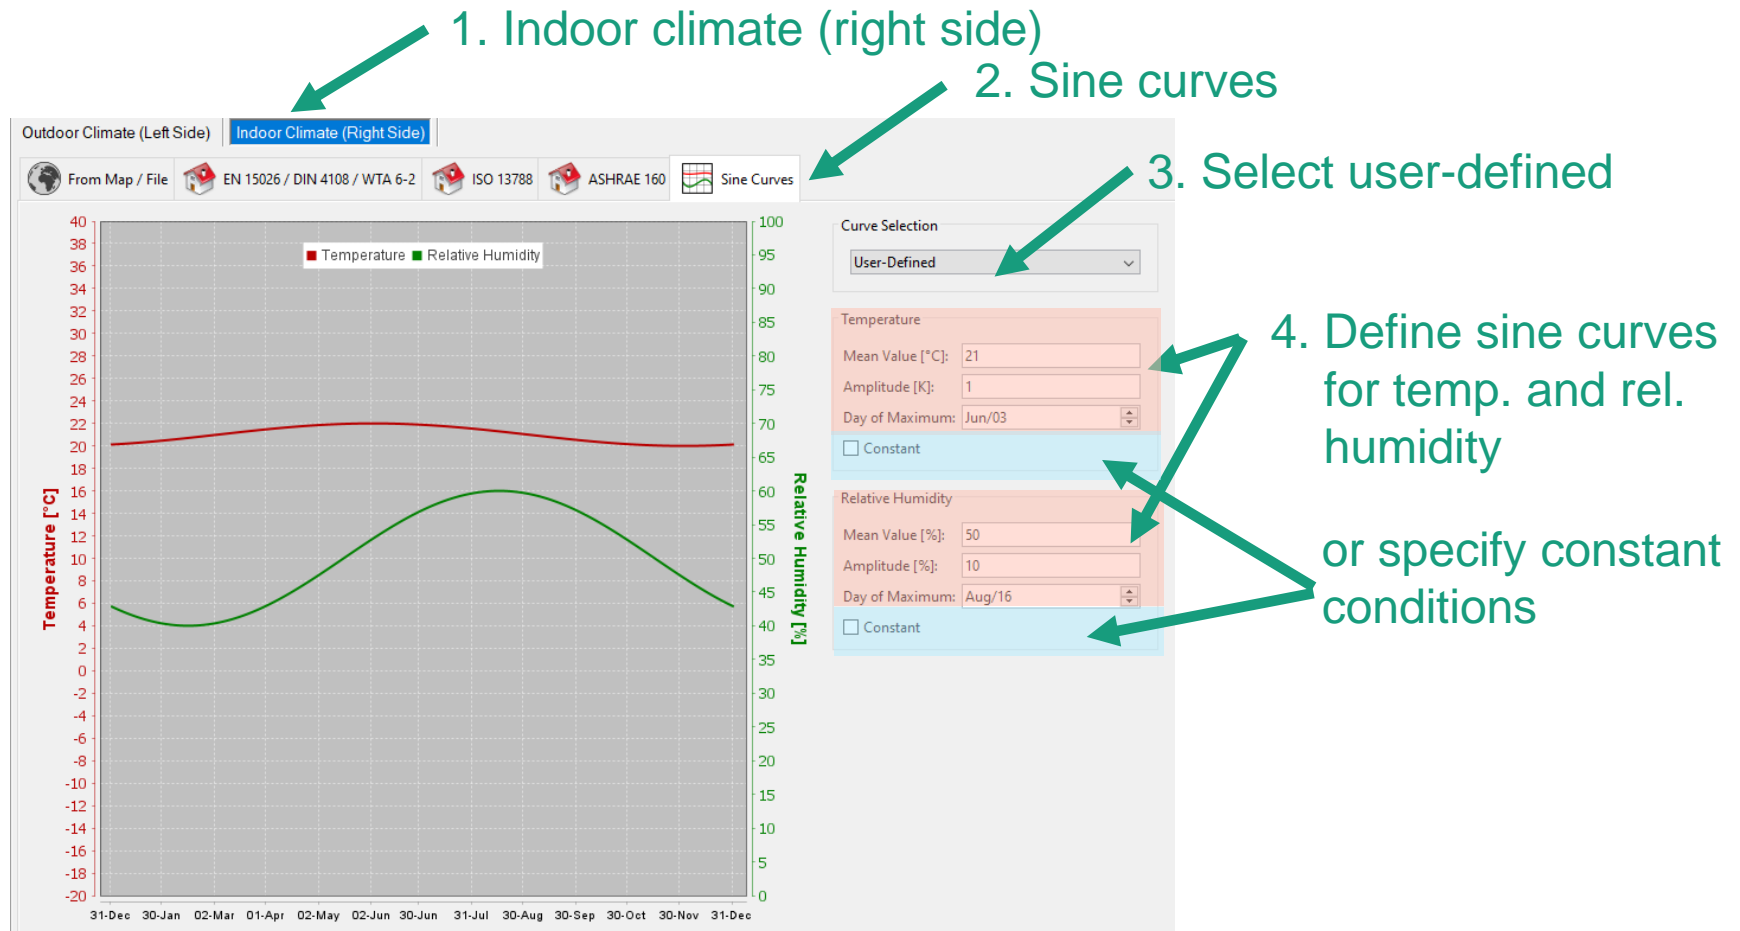 1. Indoor climate (right side)
2. Sine curves
Outdoor Climate (Left Side) Indoor Climate (Right Side)
3. Select user-defined
From Map / File EN 15026 / DIN 4108 / WTA 6-2 ISO 13788 ASHRAE 160 Sine Curves
Temperature Relative Humidity
40
38
36
34
32
30
28
26
24
22
20
18
16
14
12
10
8
6
4
2
0
-2
-4
-6
-8
-10
-12
-14
-16
-18
-20
Temperature [°C]
100
95
90
85
80
75
70
65
60
55
50
45
40
35
30
25
20
15
10
5
0
Relative Humidity [%]
31-Dec 30-Jan 02-Mar 01-Apr 02-May 02-Jun 30-Jun 31-Jul 30-Aug 30-Sep 30-Oct 30-Nov 31-Dec
Curve Selection
User-Defined
Temperature
Mean Value [°C]: 21
Amplitude [K]: 1
Day of Maximum: Jun/03
Constant
Relative Humidity
Mean Value [%]: 50
Amplitude [%]: 10
Day of Maximum: Aug/16
Constant
4. Define sine curves
for temp. and rel.
humidity
or specify constant
conditions